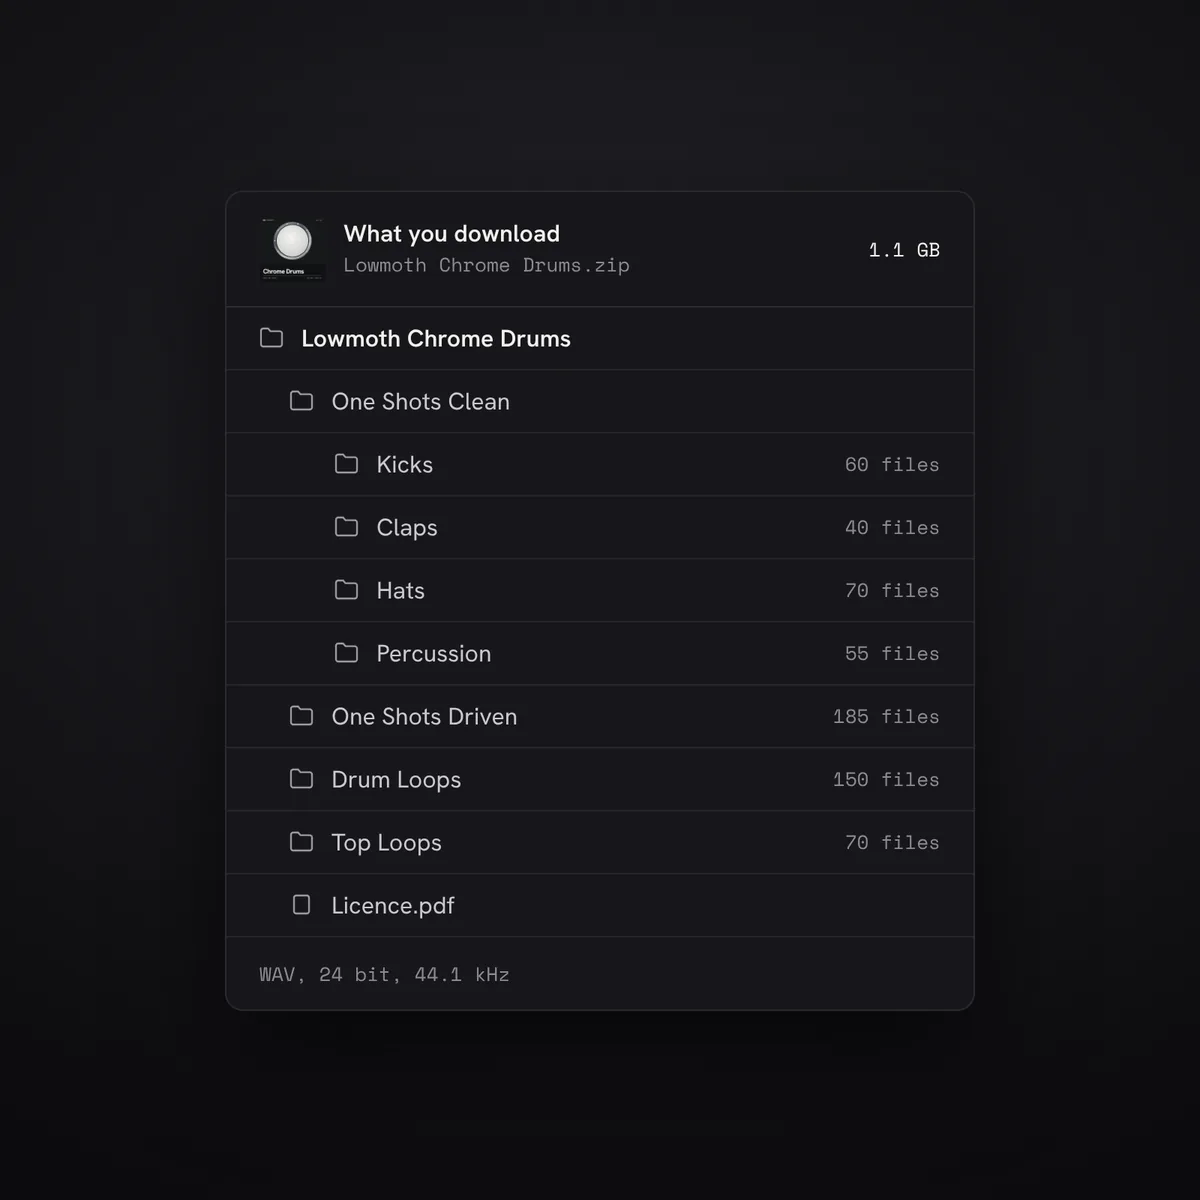 Chrome Drums
What you download
Lowmoth Chrome Drums.zip
1.1 GB
Lowmoth Chrome Drums
One Shots Clean
Kicks 60 files
Claps 40 files
Hats 70 files
Percussion 55 files
One Shots Driven 185 files
Drum Loops 150 files
Top Loops 70 files
Licence.pdf
WAV, 24 bit, 44.1 kHz